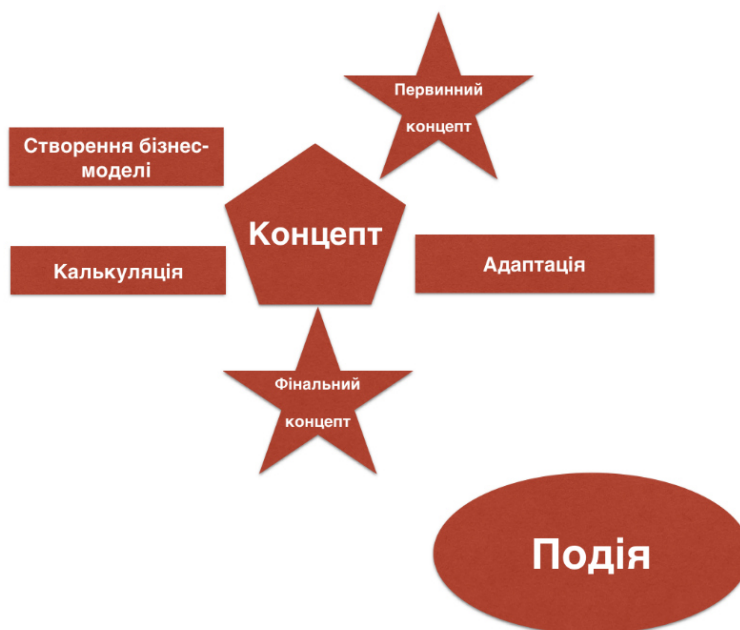 Первинний
концепт
Створення бізнес-
моделі
Концепт
Калькуляція
Адаптація
Фінальний
концепт
Подія